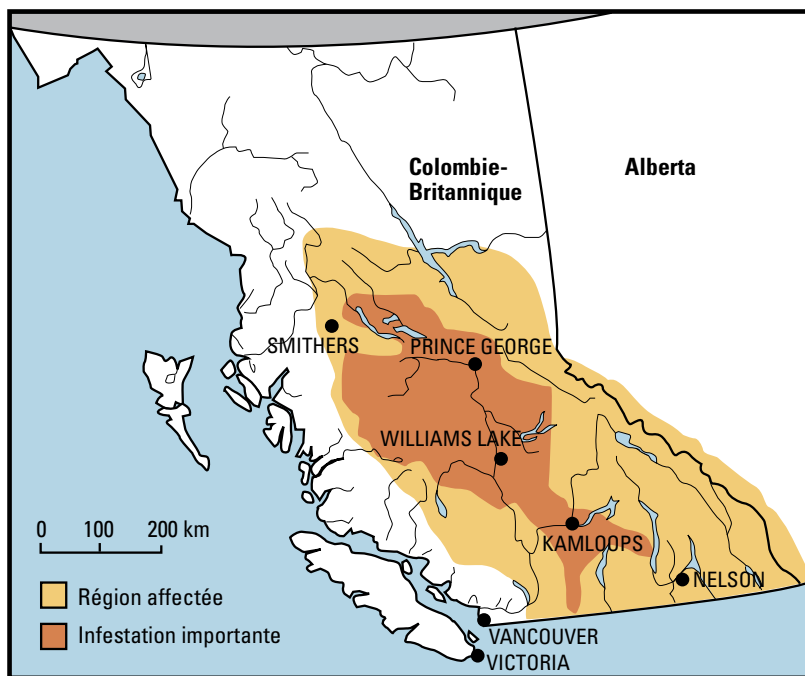 Colombie-
Britannique
Alberta
SMITHERS
PRINCE GEORGE
WILLIAMS LAKE
KAMLOOPS
NELSON
VANCOUVER
VICTORIA
0 100 200 km
Région affectée
Infestation importante